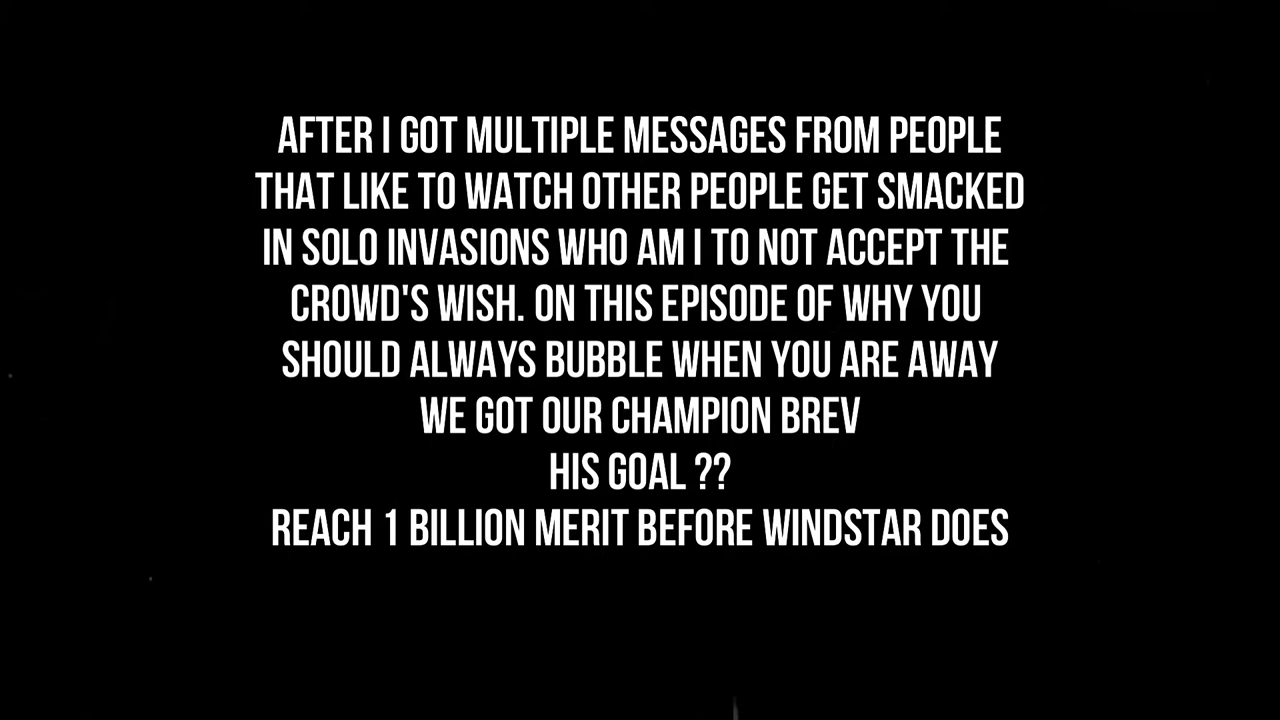 AFTER I GOT MULTIPLE MESSAGES FROM PEOPLE
THAT LIKE TO WATCH OTHER PEOPLE GET SMACKED
IN SOLO INVASIONS WHO AM I TO NOT ACCEPT THE
CROWD'S WISH. ON THIS EPISODE OF WHY YOU
SHOULD ALWAYS BUBBLE WHEN YOU ARE AWAY
WE GOT OUR CHAMPION BREV
HIS GOAL ??
REACH 1 BILLION MERIT BEFORE WINDSTAR DOES